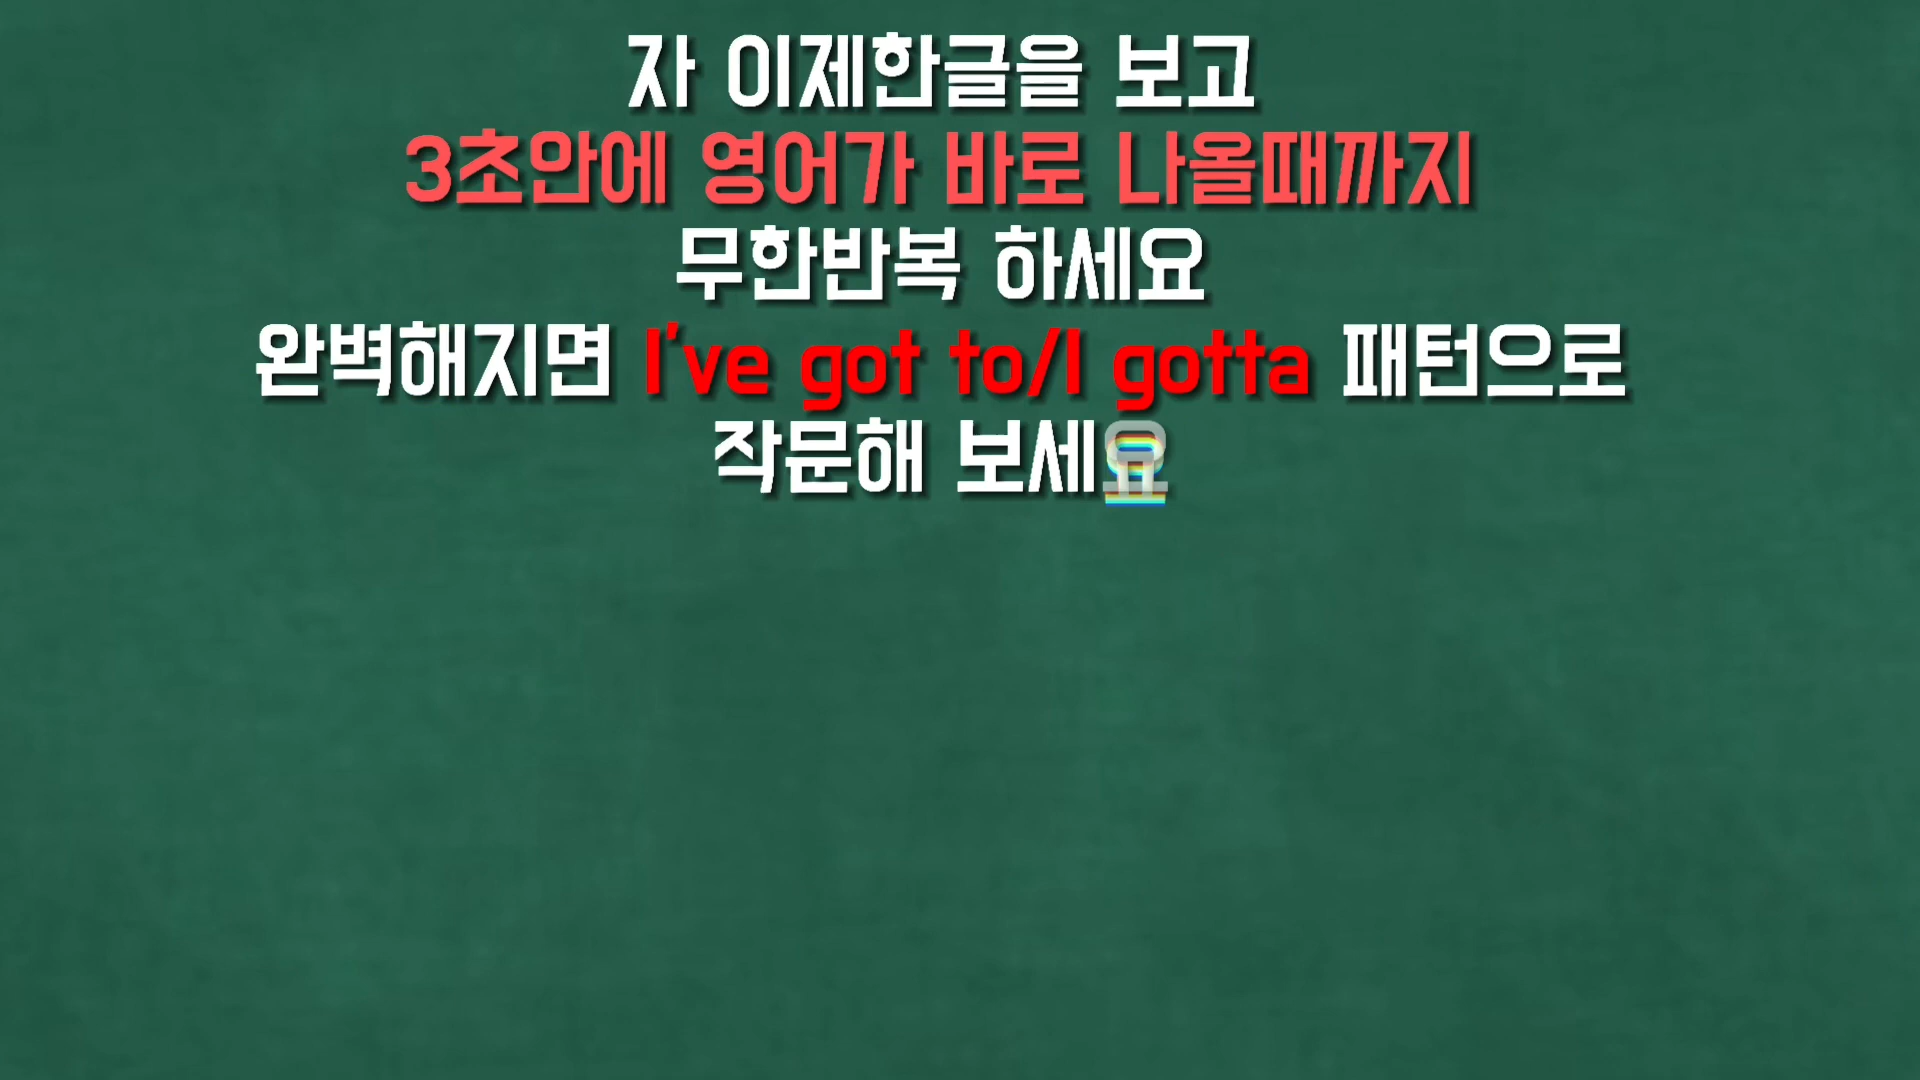 자 이제한글을 보고
3초안에 영어가 바로 나올때까지
무한반복 하세요
완벽해지면 I've got to/I gotta 패턴으로
작문해 보세요